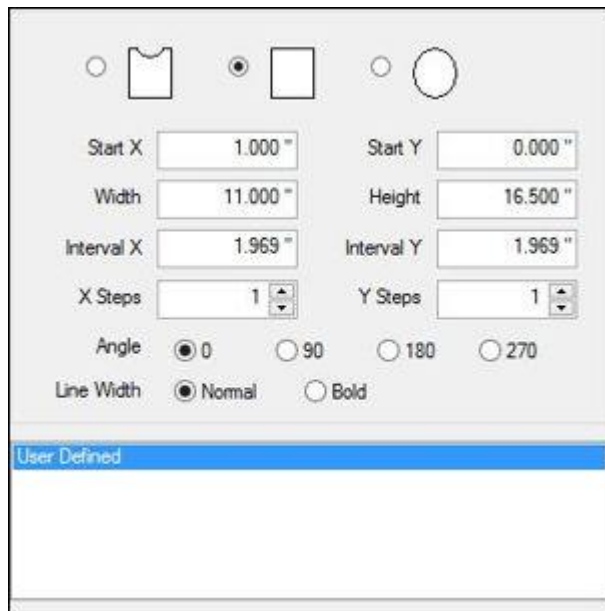 Start X 1.000 " Start Y 0.000 "
Width 11.000 " Height 16.500 "
Interval X 1.969 " Interval Y 1.969 "
X Steps 1 Y Steps 1
Angle 0 90 180 270
Line Width Normal Bold
User Defined